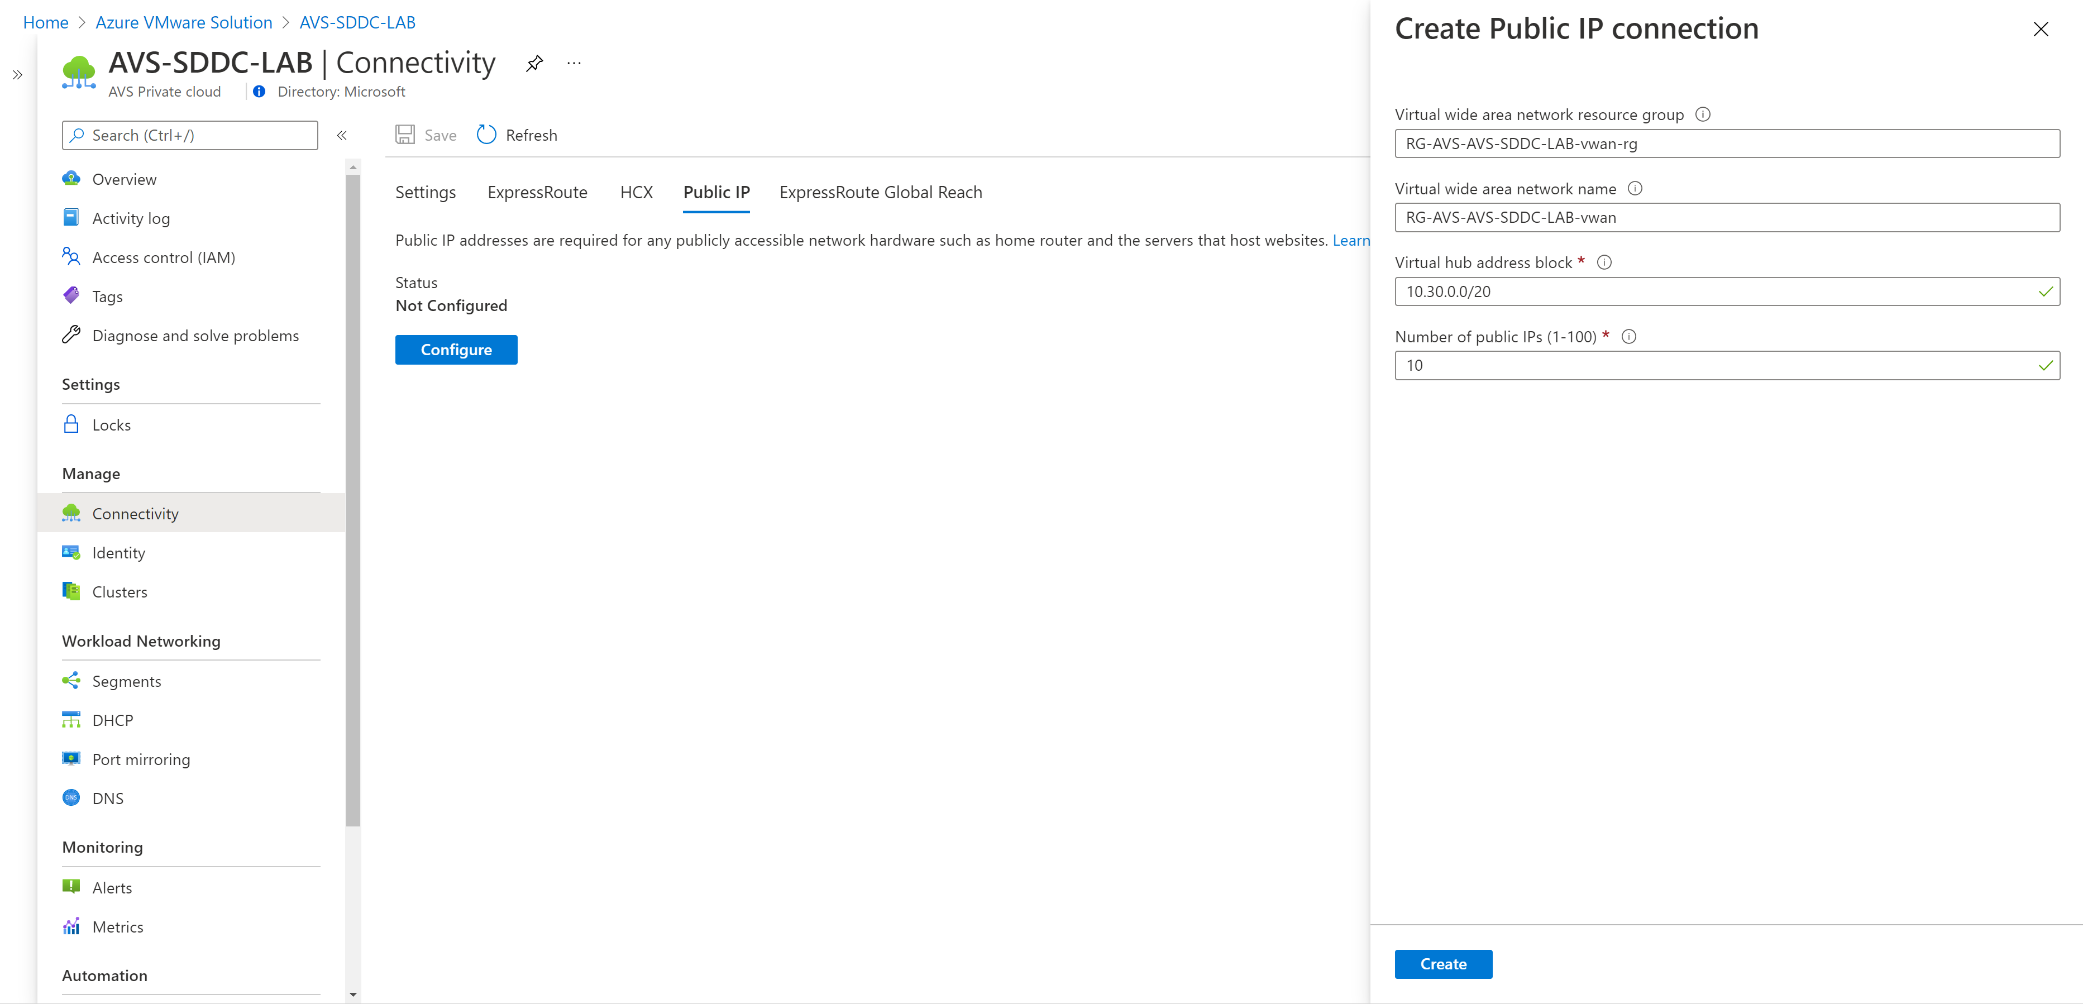 Home > Azure VMware Solution > AVS-SDDC-LAB
AVS-SDDC-LAB | Connectivity
AVS Private cloud
Directory: Microsoft
Search (Ctrl+/)
Overview
Activity log
Access control (IAM)
Tags
Diagnose and solve problems
Settings
Locks
Manage
Connectivity
Identity
Clusters
Workload Networking
Segments
DHCP
Port mirroring
DNS
Monitoring
Alerts
Metrics
Automation
Save Refresh
Settings ExpressRoute HCX Public IP ExpressRoute Global Reach
Public IP addresses are required for any publicly accessible network hardware such as home router and the servers that host websites. Learn
Status
Not Configured
Configure
Create Public IP connection
Virtual wide area network resource group
RG-AVS-AVS-SDDC-LAB-vwan-rg
Virtual wide area network name
RG-AVS-AVS-SDDC-LAB-vwan
Virtual hub address block *
10.30.0.0/20
Number of public IPs (1-100) *
10
Create